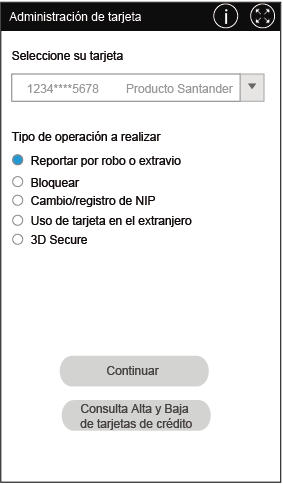 Administración de tarjeta
Seleccione su tarjeta
1234****5678 Producto Santander
Tipo de operación a realizar
Reportar por robo o extravio
Bloquear
Cambio/registro de NIP
Uso de tarjeta en el extranjero
3D Secure
Continuar
Consulta Alta y Baja
de tarjetas de crédito